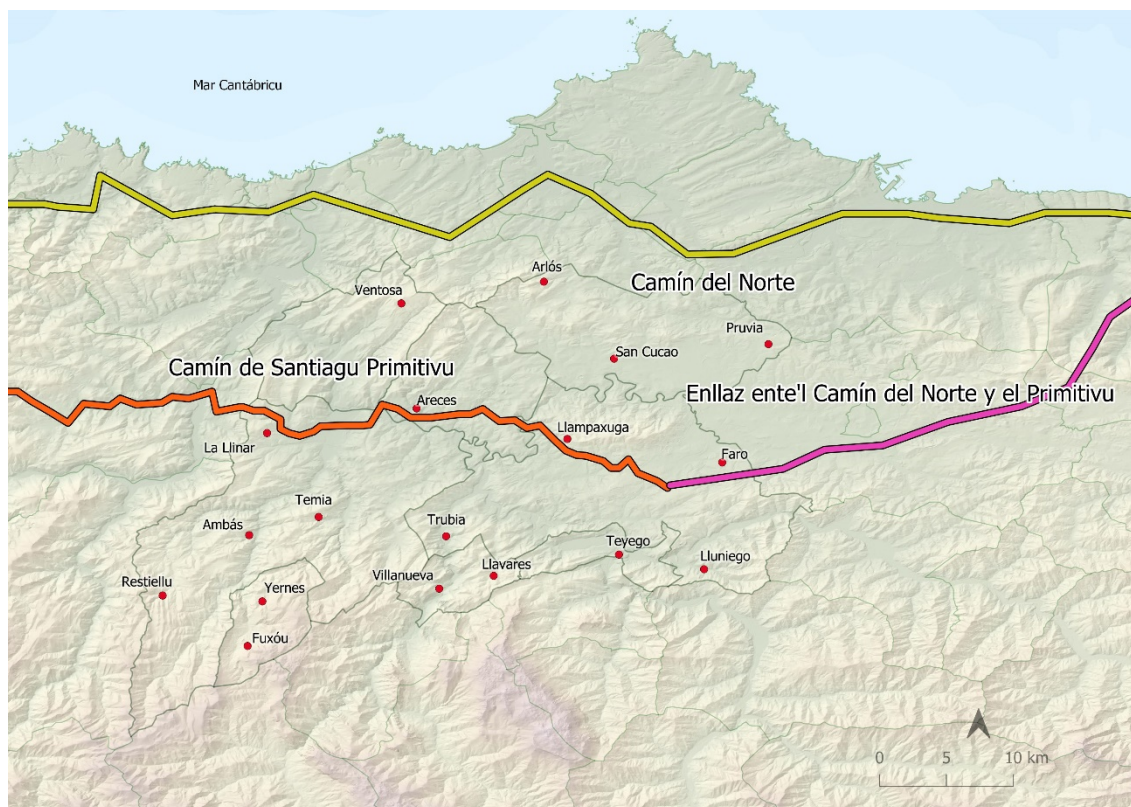 Mar Cantábricu
Arlós
Camín del Norte
Ventosa
Pruvia
San Cucao
Camín de Santiagu Primitivu
Enllaz ente'l Camín del Norte y el Primitivu
Areces
Llampaxuga
La Llinar
Faro
Temia
Ambás
Trubia
Teyego
Lluniego
Llavares
Villanueva
Restiellu
Yernes
Fuxóu
0 5 10 km